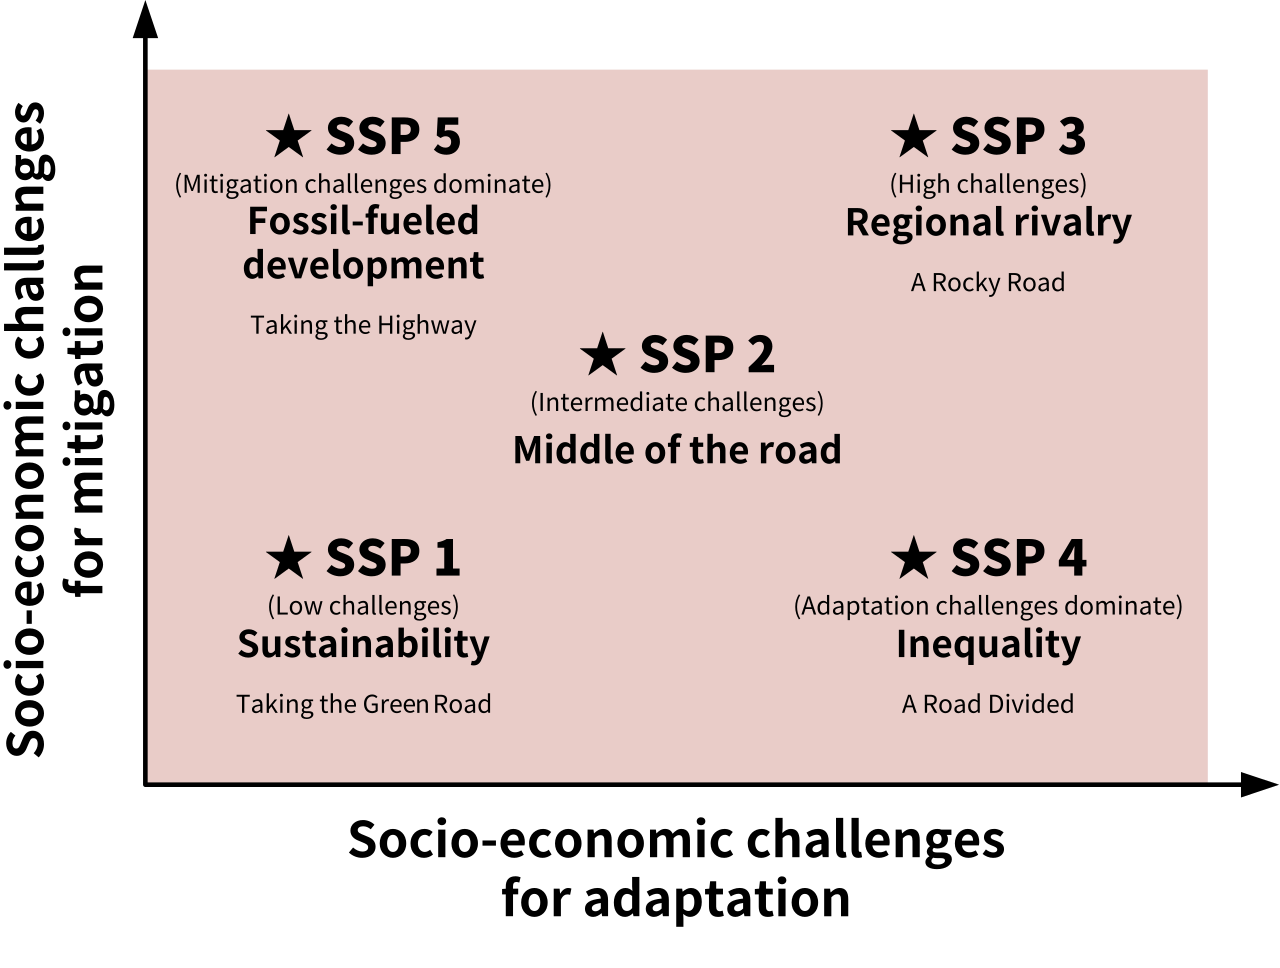 Socio-economic challenges
for mitigation
★ SSP 5
(Mitigation challenges dominate)
Fossil-fueled
development
Taking the Highway
★ SSP 3
(High challenges)
Regional rivalry
A Rocky Road
★ SSP 2
(Intermediate challenges)
Middle of the road
★ SSP 1
(Low challenges)
Sustainability
Taking the Green Road
★ SSP 4
(Adaptation challenges dominate)
Inequality
A Road Divided
Socio-economic challenges
for adaptation